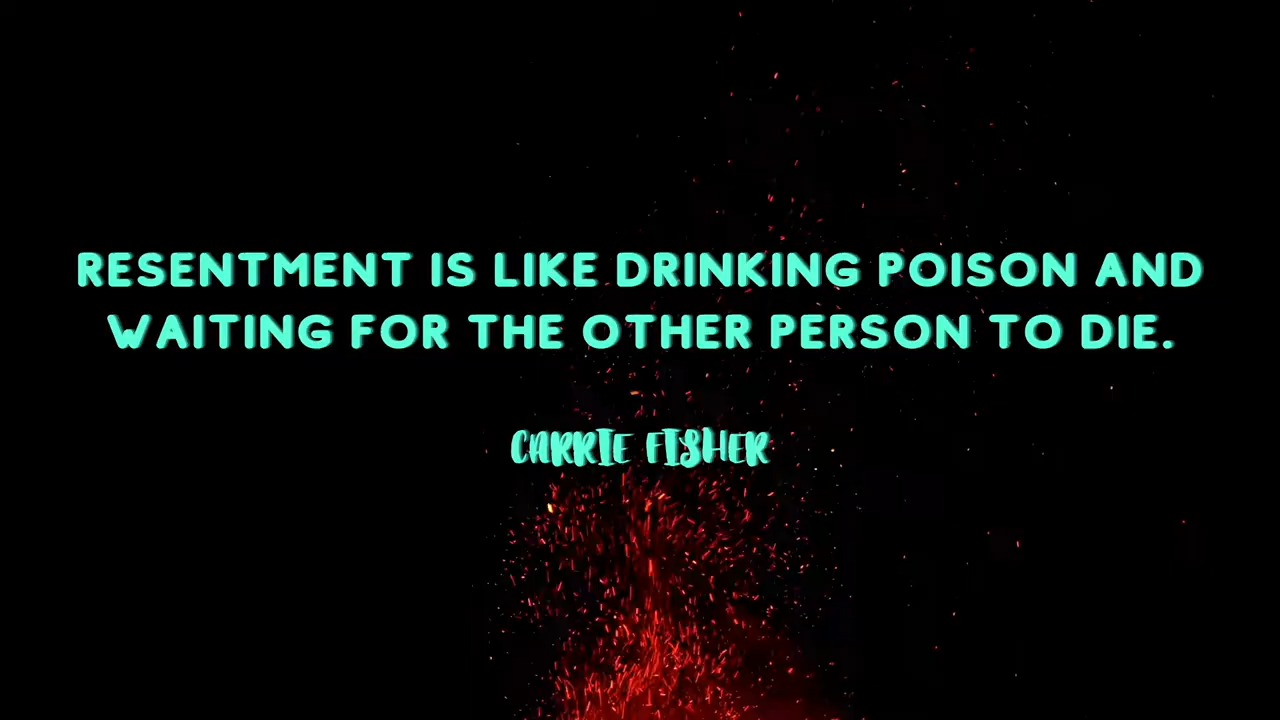 RESENTMENT IS LIKE DRINKING POISON AND
WAITING FOR THE OTHER PERSON TO DIE.
CARRIE FISHER